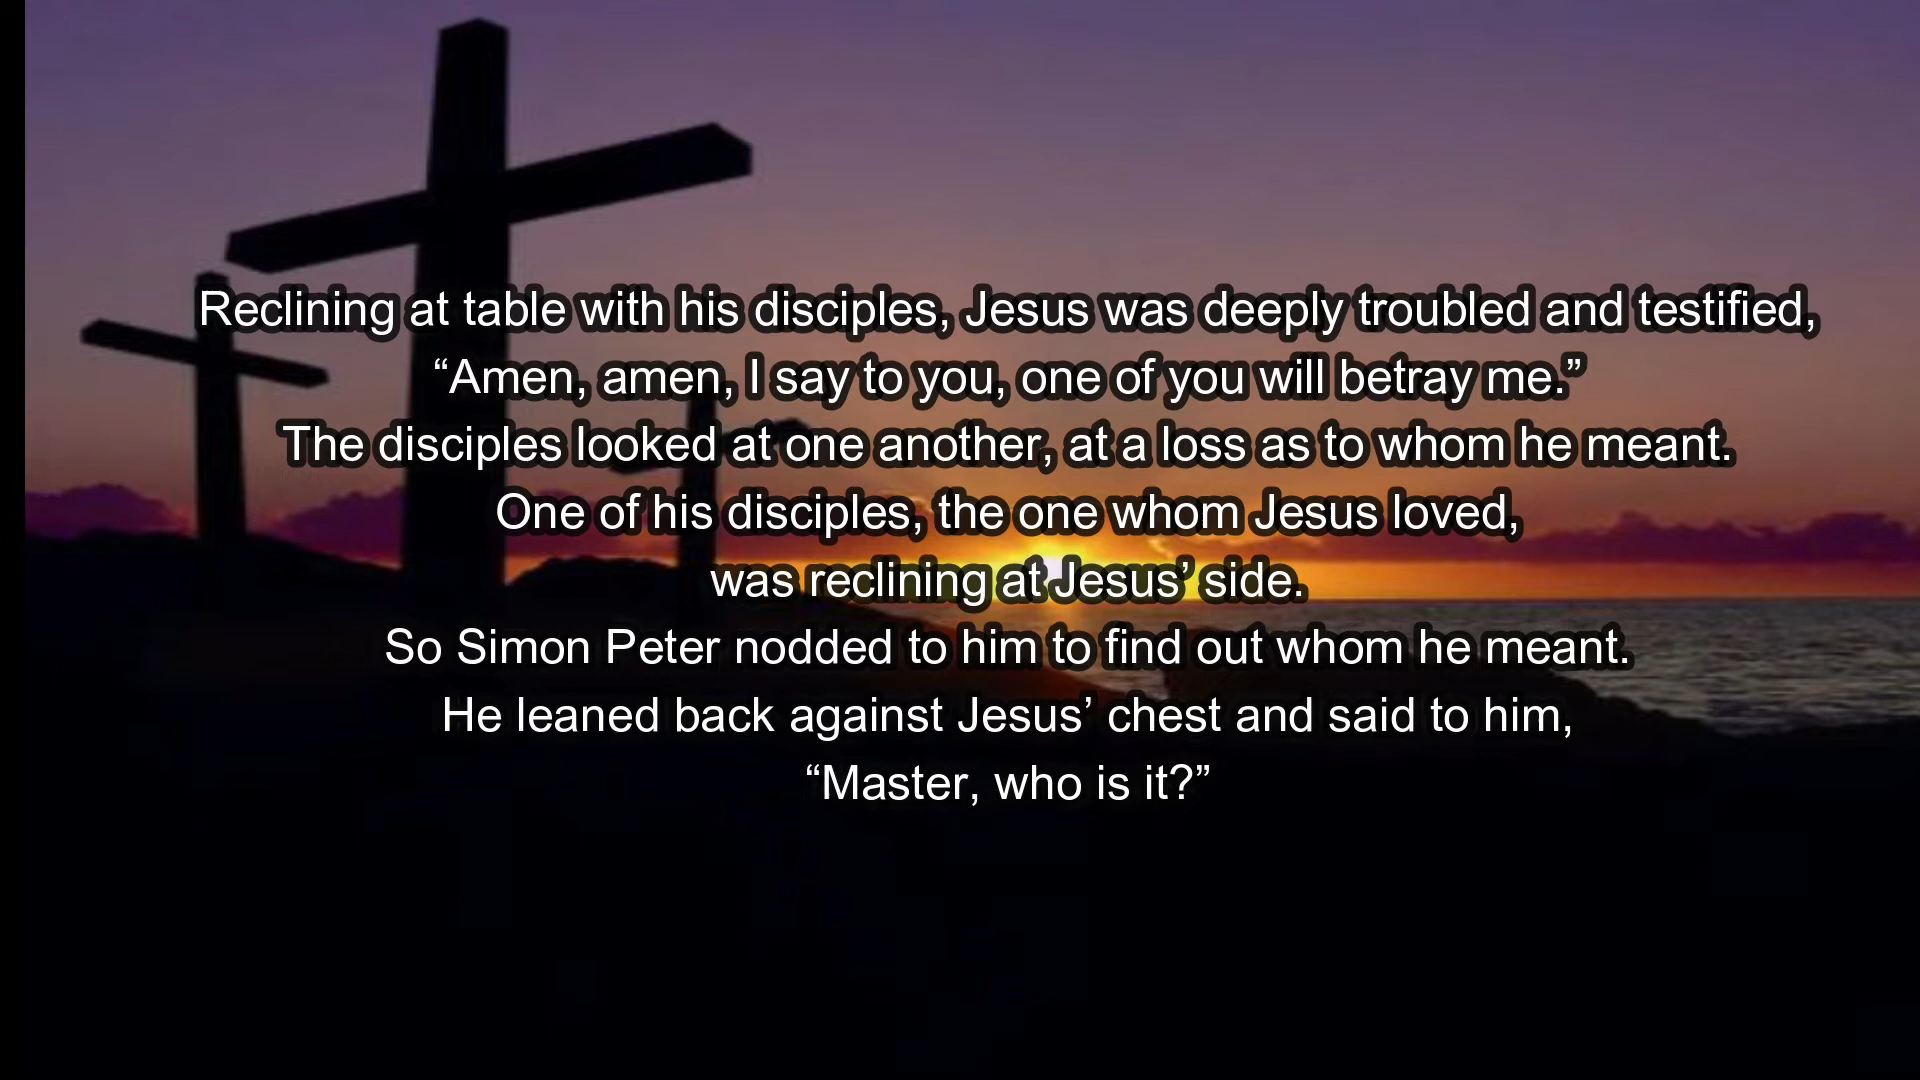 Reclining at table with his disciples, Jesus was deeply troubled and testified,
“Amen, amen, I say to you, one of you will betray me.”
The disciples looked at one another, at a loss as to whom he meant.
One of his disciples, the one whom Jesus loved,
was reclining at Jesus’ side.
So Simon Peter nodded to him to find out whom he meant.
He leaned back against Jesus’ chest and said to him,
“Master, who is it?”